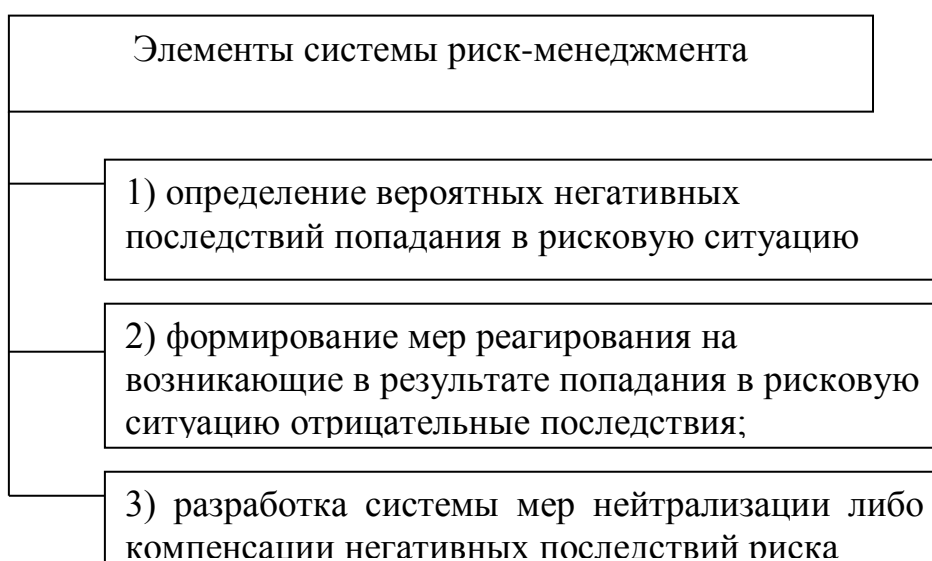 Элементы системы риск-менеджмента
1) определение вероятных негативных
последствий попадания в рисковую ситуацию
2) формирование мер реагирования на
возникающие в результате попадания в рисковую
ситуацию отрицательные последствия;
3) разработка системы мер нейтрализации либо
компенсации негативных последствий риска